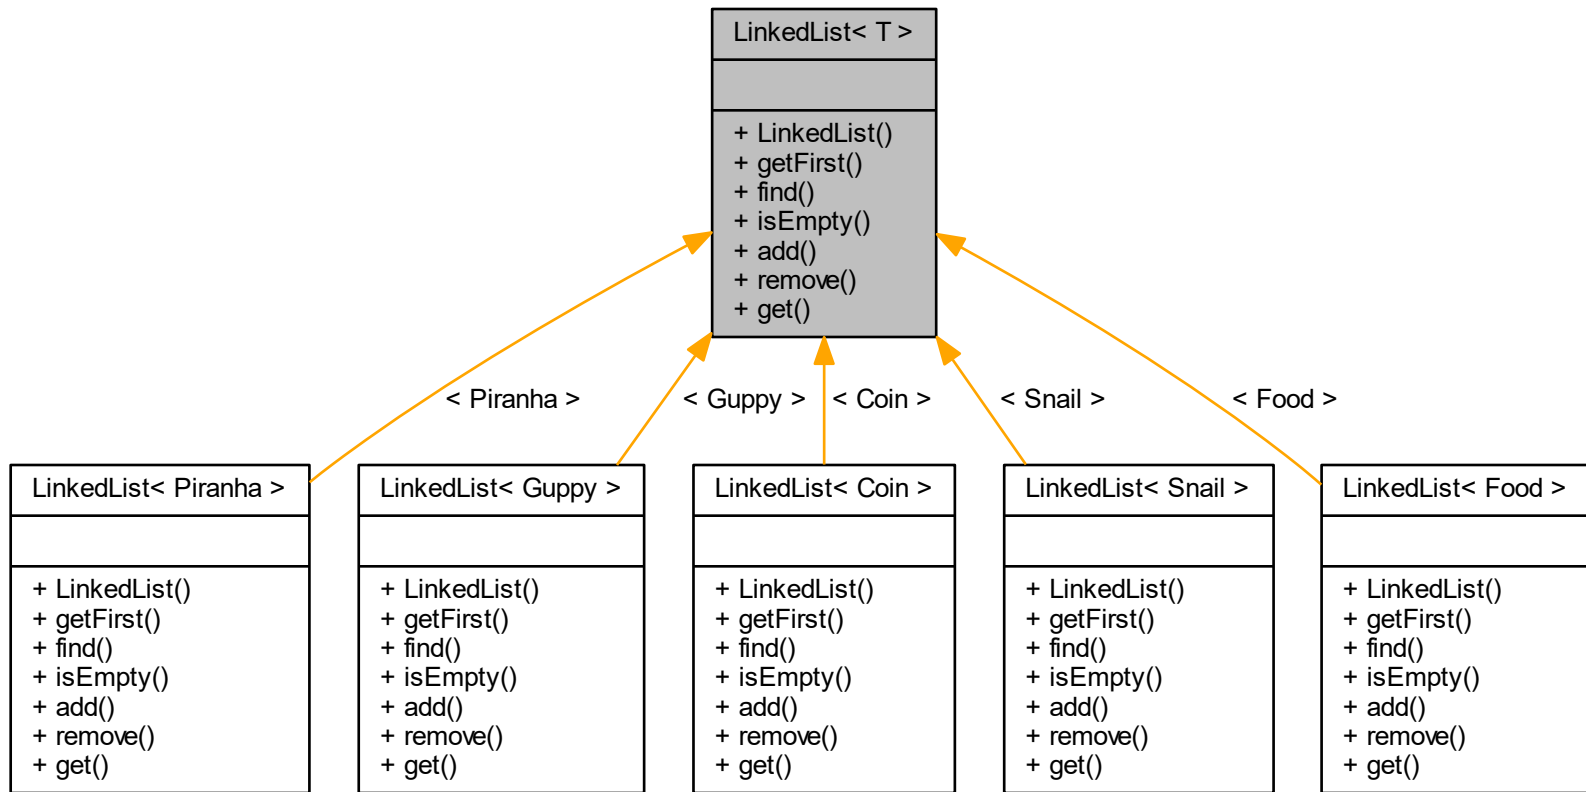 LinkedList< T >
+ LinkedList()
+ getFirst()
+ find()
+ isEmpty()
+ add()
+ remove()
+ get()
< Piranha >
< Guppy >
< Coin >
< Snail >
< Food >
LinkedList< Piranha >
+ LinkedList()
+ getFirst()
+ find()
+ isEmpty()
+ add()
+ remove()
+ get()
LinkedList< Guppy >
+ LinkedList()
+ getFirst()
+ find()
+ isEmpty()
+ add()
+ remove()
+ get()
LinkedList< Coin >
+ LinkedList()
+ getFirst()
+ find()
+ isEmpty()
+ add()
+ remove()
+ get()
LinkedList< Snail >
+ LinkedList()
+ getFirst()
+ find()
+ isEmpty()
+ add()
+ remove()
+ get()
LinkedList< Food >
+ LinkedList()
+ getFirst()
+ find()
+ isEmpty()
+ add()
+ remove()
+ get()